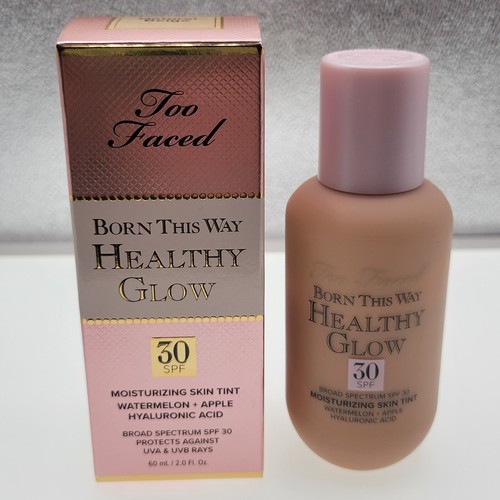 Too
Faced
BORN THIS WAY
HEALTHY
GLOW
30
SPF
MOISTURIZING SKIN TINT
WATERMELON + APPLE
HYALURONIC ACID
BROAD SPECTRUM SPF 30
PROTECTS AGAINST
UVA & UVB RAYS
60 mL / 2.0 Fl. Oz.
Too Faced
BORN THIS WAY
HEALTHY
GLOW
30
SPF
BROAD SPECTRUM SPF 30
MOISTURIZING SKIN TINT
WATERMELON + APPLE
HYALURONIC ACID